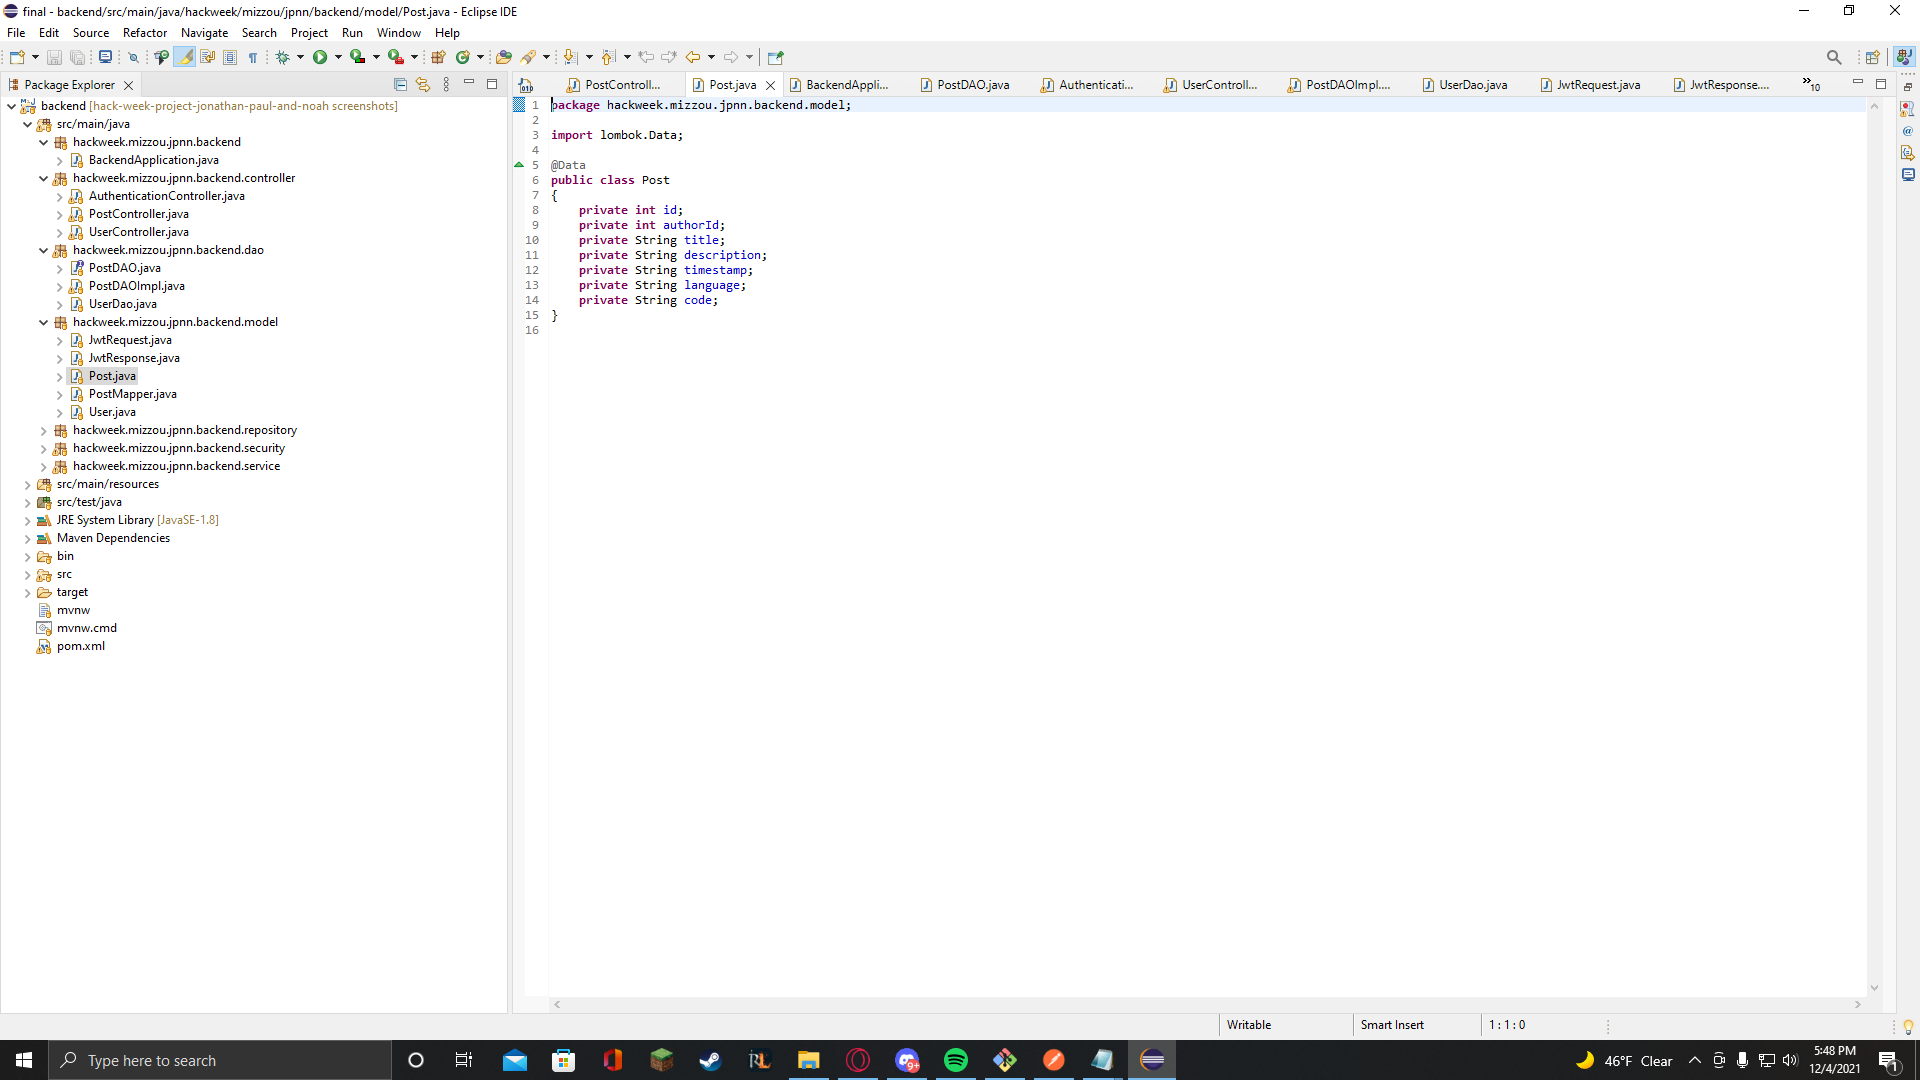 final - backend/src/main/java/hackweek/mizzou/jpnn/backend/model/Post.java - Eclipse IDE
File Edit Source Refactor Navigate Search Project Run Window Help
Package Explorer
backend [hack-week-project-jonathan-paul-and-noah screenshots]
src/main/java
hackweek.mizzou.jpnn.backend
BackendApplication.java
hackweek.mizzou.jpnn.backend.controller
AuthenticationController.java
PostController.java
UserController.java
hackweek.mizzou.jpnn.backend.dao
PostDAO.java
PostDAOImpl.java
UserDao.java
hackweek.mizzou.jpnn.backend.model
JwtRequest.java
JwtResponse.java
Post.java
PostMapper.java
User.java
hackweek.mizzou.jpnn.backend.repository
hackweek.mizzou.jpnn.backend.security
hackweek.mizzou.jpnn.backend.service
src/main/resources
src/test/java
JRE System Library [JavaSE-1.8]
Maven Dependencies
bin
src
target
mvnw
mvnw.cmd
pom.xml
PostControll... Post.java BackendAppli... PostDAO.java Authenticati... UserControll... PostDAOImpl.... UserDao.java JwtRequest.java JwtResponse.... »10
1 package hackweek.mizzou.jpnn.backend.model;
2
3 import lombok.Data;
4
5 @Data
6 public class Post
7 {
8 private int id;
9 private int authorId;
10 private String title;
11 private String description;
12 private String timestamp;
13 private String language;
14 private String code;
15 }
16
Writable Smart Insert 1 : 1 : 0
Type here to search
9+
46°F Clear
5:48 PM
12/4/2021
1